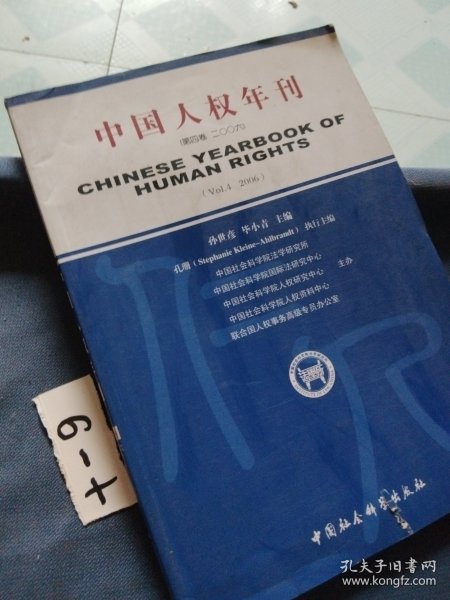 中国人权年刊
(第四卷 二〇〇六)
CHINESE YEARBOOK OF
HUMAN RIGHTS
(Vol.4 2006)
孙世彦 毕小青 主编
孔珊 (Stephanie Kleine-Ahlbrandt) 执行主编
中国社会科学院法学研究所
中国社会科学院国际法研究中心
中国社会科学院人权研究中心 主办
中国社会科学院人权资料中心
联合国人权事务高级专员办公室
中国社会科学出版社
孔夫子旧书网
www.kongfz.com